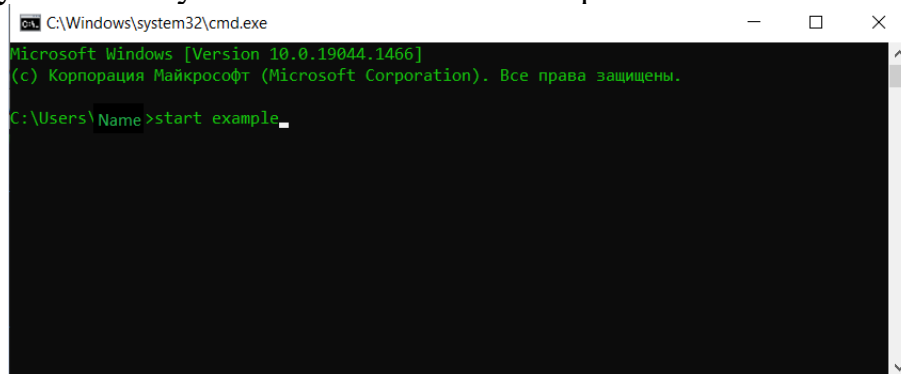 C:\Windows\system32\cmd.exe
Microsoft Windows [Version 10.0.19044.1466]
(c) Корпорация Майкрософт (Microsoft Corporation). Все права защищены.
C:\Users\Name>start example